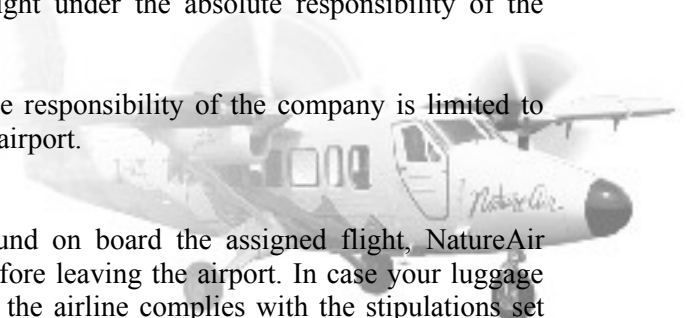 ght under the absolute responsibility of the
e responsibility of the company is limited to
airport.
Nature Air.
und on board the assigned flight, NatureAir
fore leaving the airport. In case your luggage
the airline complies with the stipulations set